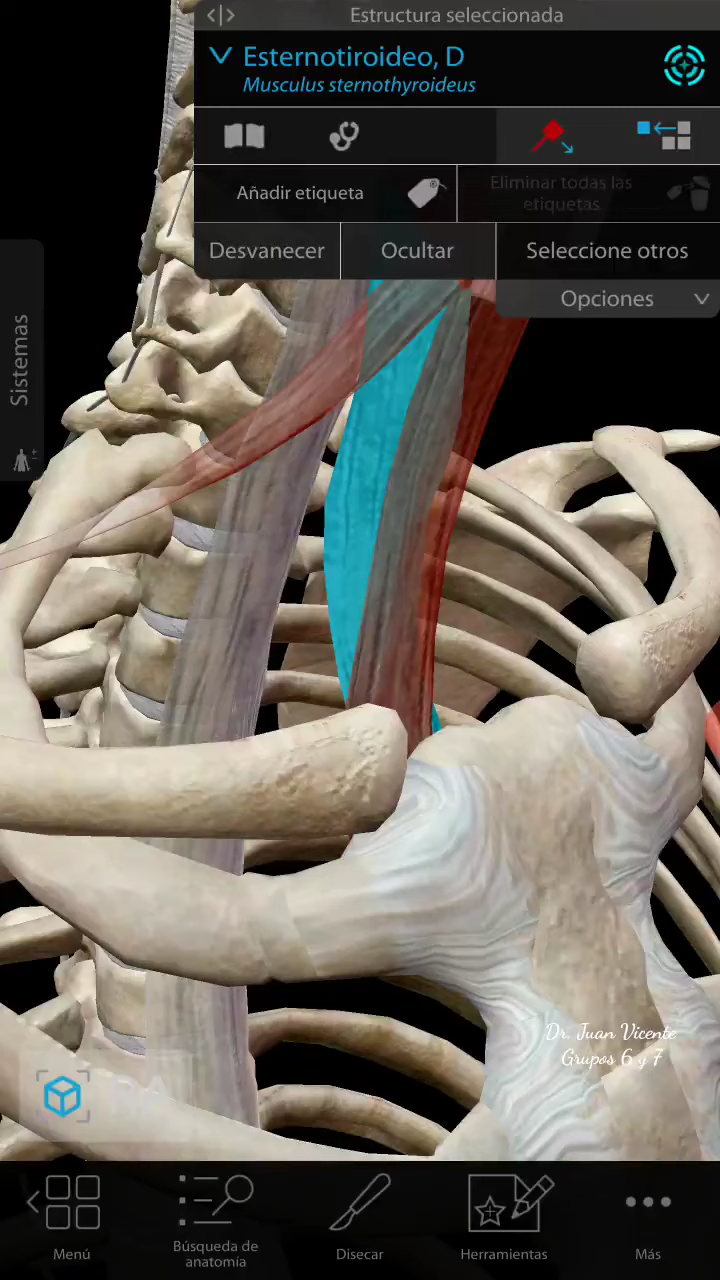 Estructura seleccionada
Esternotiroideo, D
Musculus sternothyroideus
Añadir etiqueta
Eliminar todas las
etiquetas
Desvanecer
Ocultar
Seleccione otros
Opciones
Sistemas
Dr. Juan Vicente
Grupos 6 y 7
Menú
Búsqueda de
anatomía
Disecar
Herramientas
Más